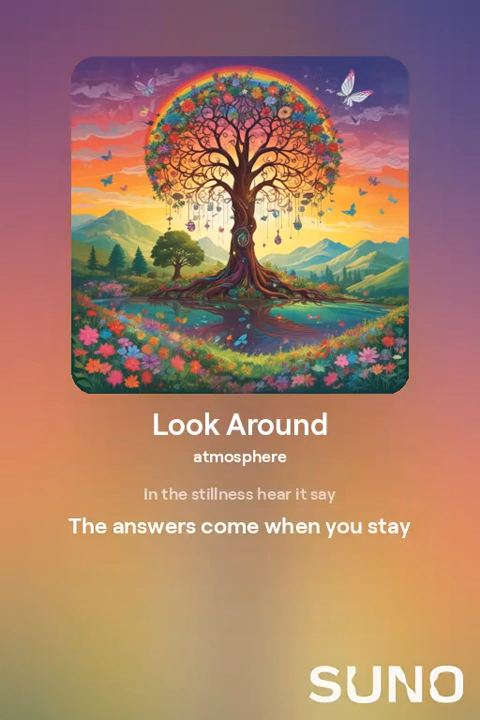 Look Around
atmosphere
In the stillness hear it say
The answers come when you stay
SUNO